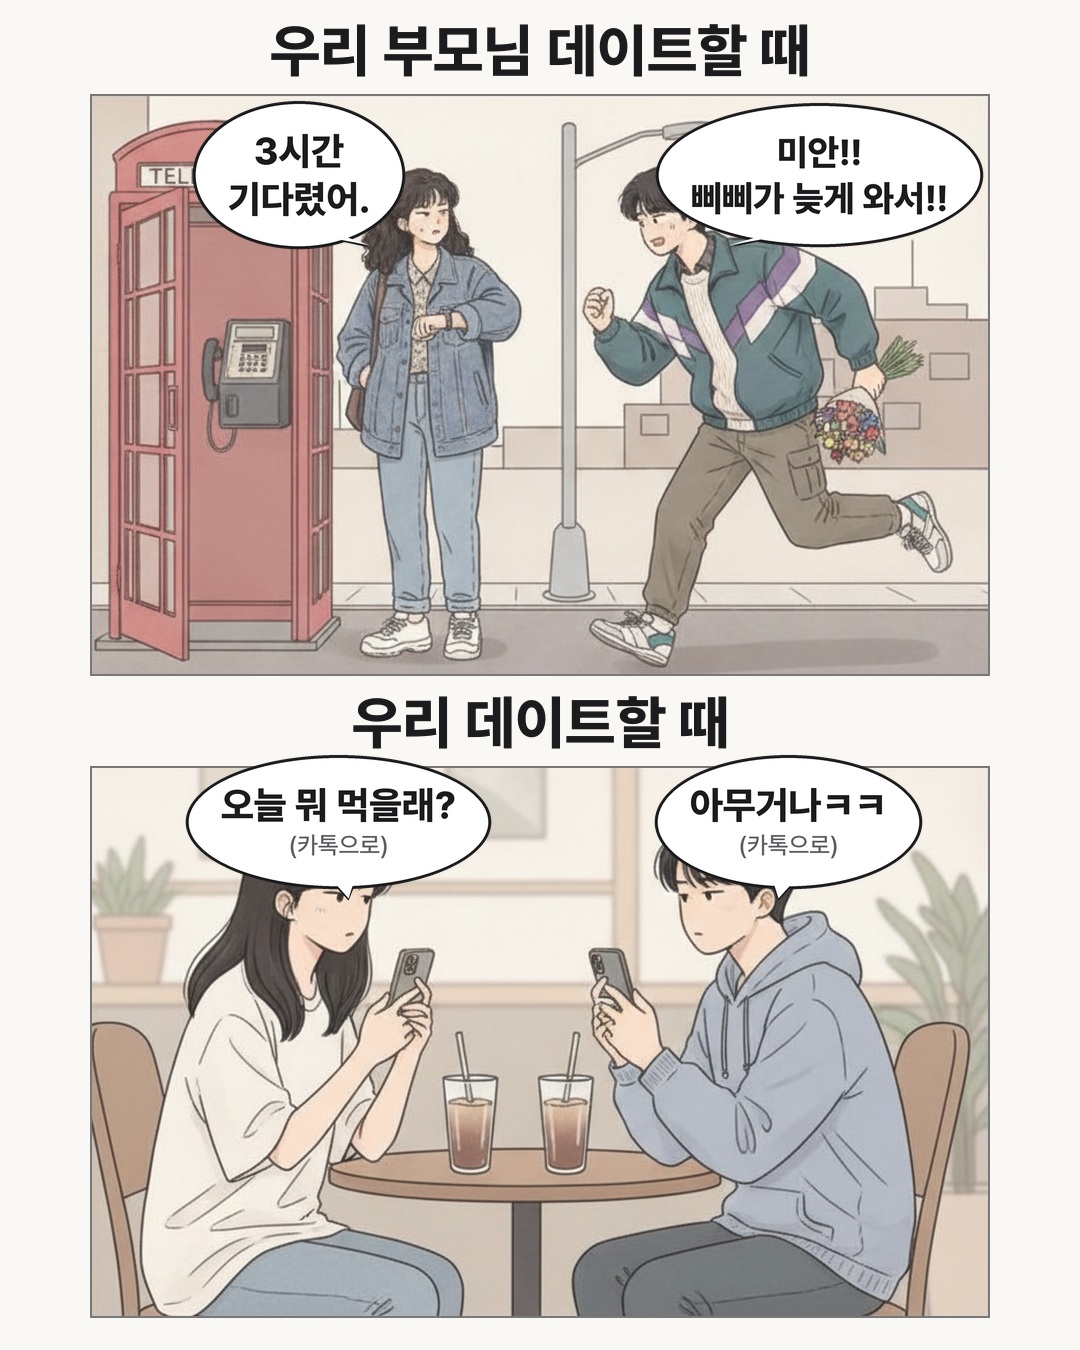 우리 부모님 데이트할 때
TEL
3시간
기다렸어.
미안!!
삐삐가 늦게 와서!!
우리 데이트할 때
오늘 뭐 먹을래?
(카톡으로)
아무거나ㅋㅋ
(카톡으로)